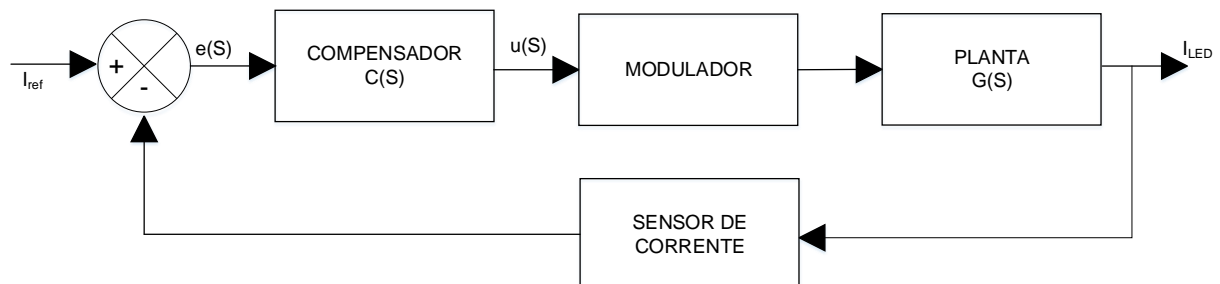 I_ref
+
-
e(S)
COMPENSADOR
C(S)
u(S)
MODULADOR
PLANTA
G(S)
I_LED
SENSOR DE
CORRENTE